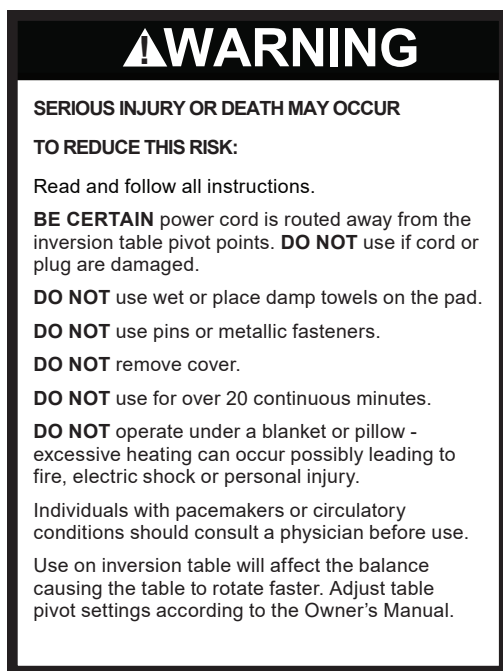 ⚠WARNING
SERIOUS INJURY OR DEATH MAY OCCUR
TO REDUCE THIS RISK:
Read and follow all instructions.
BE CERTAIN power cord is routed away from the
inversion table pivot points. DO NOT use if cord or
plug are damaged.
DO NOT use wet or place damp towels on the pad.
DO NOT use pins or metallic fasteners.
DO NOT remove cover.
DO NOT use for over 20 continuous minutes.
DO NOT operate under a blanket or pillow -
excessive heating can occur possibly leading to
fire, electric shock or personal injury.
Individuals with pacemakers or circulatory
conditions should consult a physician before use.
Use on inversion table will affect the balance
causing the table to rotate faster. Adjust table
pivot settings according to the Owner’s Manual.